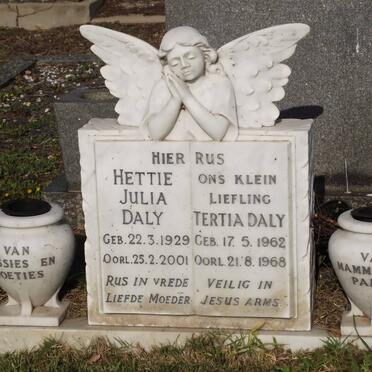 HIER RUS
HETTIE
JULIA
DALY
GEB. 22.3.1929
OORL. 25.2.2001
RUS IN VREDE
LIEFDE MOEDER
ONS KLEIN
LIEFLING
TERTIA DALY
GEB. 17.5.1962
OORL. 21.8.1968
VEILIG IN
JESUS ARMS
VAN
SSIES EN
OETIES
VA
MAMM
PA